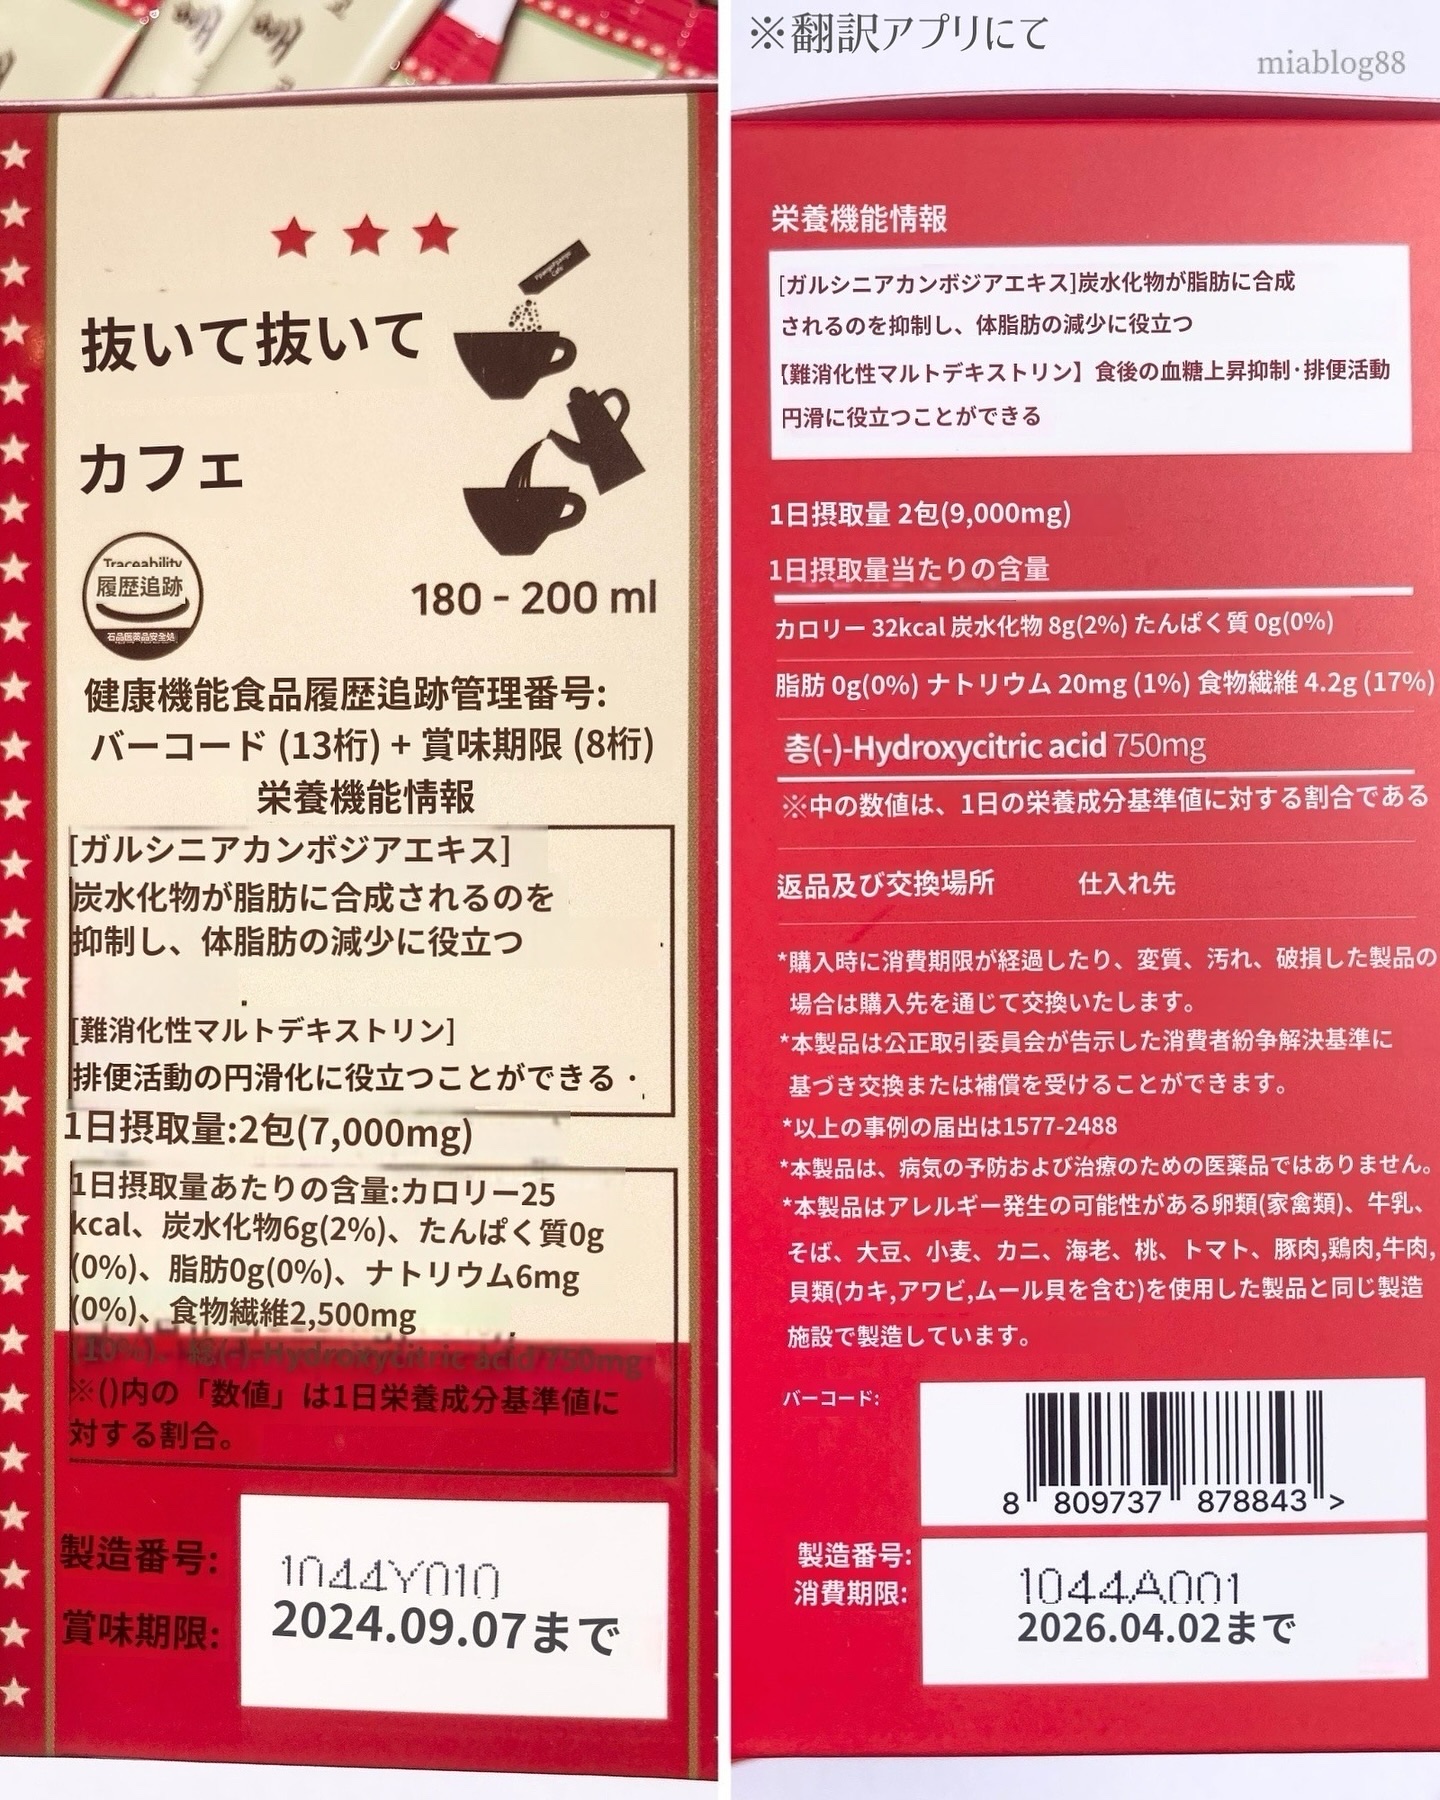 ※翻訳アプリにて
miablog88
抜いて抜いて
カフェ
Traceability
履歴追跡
180 - 200 ml
健康機能食品履歴追跡管理番号:
バーコード (13桁) + 賞味期限 (8桁)
栄養機能情報
[ガルシニアカンボジアエキス]
炭水化物が脂肪に合成されるのを
抑制し、体脂肪の減少に役立つ
[難消化性マルトデキストリン]
排便活動の円滑化に役立つことができる・
1日摂取量:2包(7,000mg)
1日摂取量あたりの含量:カロリー25
kcal、炭水化物6g(2%)、たんぱく質0g
(0%)、脂肪0g(0%)、ナトリウム6mg
(0%)、食物繊維2,500mg
(10%)、総(-)-Hydroxycitric acid 750mg
※()内の「数値」は1日栄養成分基準値に
対する割合。
製造番号:
1044Y010
賞味期限:
2024.09.07まで
栄養機能情報
[ガルシニアカンボジアエキス]炭水化物が脂肪に合成
されるのを抑制し、体脂肪の減少に役立つ
【難消化性マルトデキストリン】食後の血糖上昇抑制·排便活動
円滑に役立つことができる
1日摂取量 2包(9,000mg)
1日摂取量当たりの含量
カロリー 32kcal 炭水化物 8g(2%) たんぱく質 0g(0%)
脂肪 0g(0%) ナトリウム 20mg (1%) 食物繊維 4.2g (17%)
총(-)-Hydroxycitric acid 750mg
※中の数値は、1日の栄養成分基準値に対する割合である
返品及び交換場所 仕入れ先
*購入時に消費期限が経過したり、変質、汚れ、破損した製品の
場合は購入先を通じて交換いたします。
*本製品は公正取引委員会が告示した消費者紛争解決基準に
基づき交換または補償を受けることができます。
*以上の事例の届出は1577-2488
*本製品は、病気の予防および治療のための医薬品ではありません。
*本製品はアレルギー発生の可能性がある卵類(家禽類)、牛乳、
そば、大豆、小麦、カニ、海老、桃、トマト、豚肉,鶏肉,牛肉,
貝類(カキ,アワビ,ムール貝を含む)を使用した製品と同じ製造
施設で製造しています。
バーコード:
8 809737 878843 >
製造番号:
1044A001
消費期限:
2026.04.02まで